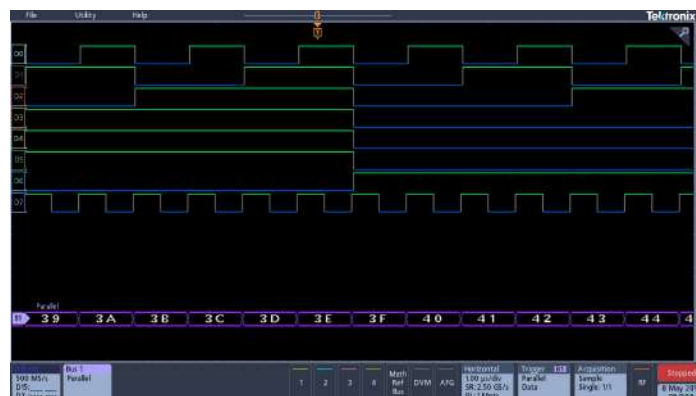 File Utility Help Tektronix
T
D0
D1
D2
D3
D4
D5
D6
D7
Parallel
B1 39 3A 3B 3C 3D 3E 3F 40 41 42 43 44 4
Bus 1 Math Horizontal Trigger B1 Acquisition Stopped
500 MS/s Parallel 1 2 3 4 Ref DVM AFG 1.00 µs/div Parallel Sample RF
D15: Bus SR: 2.50 GS/s Data Single: 1/1 8 May